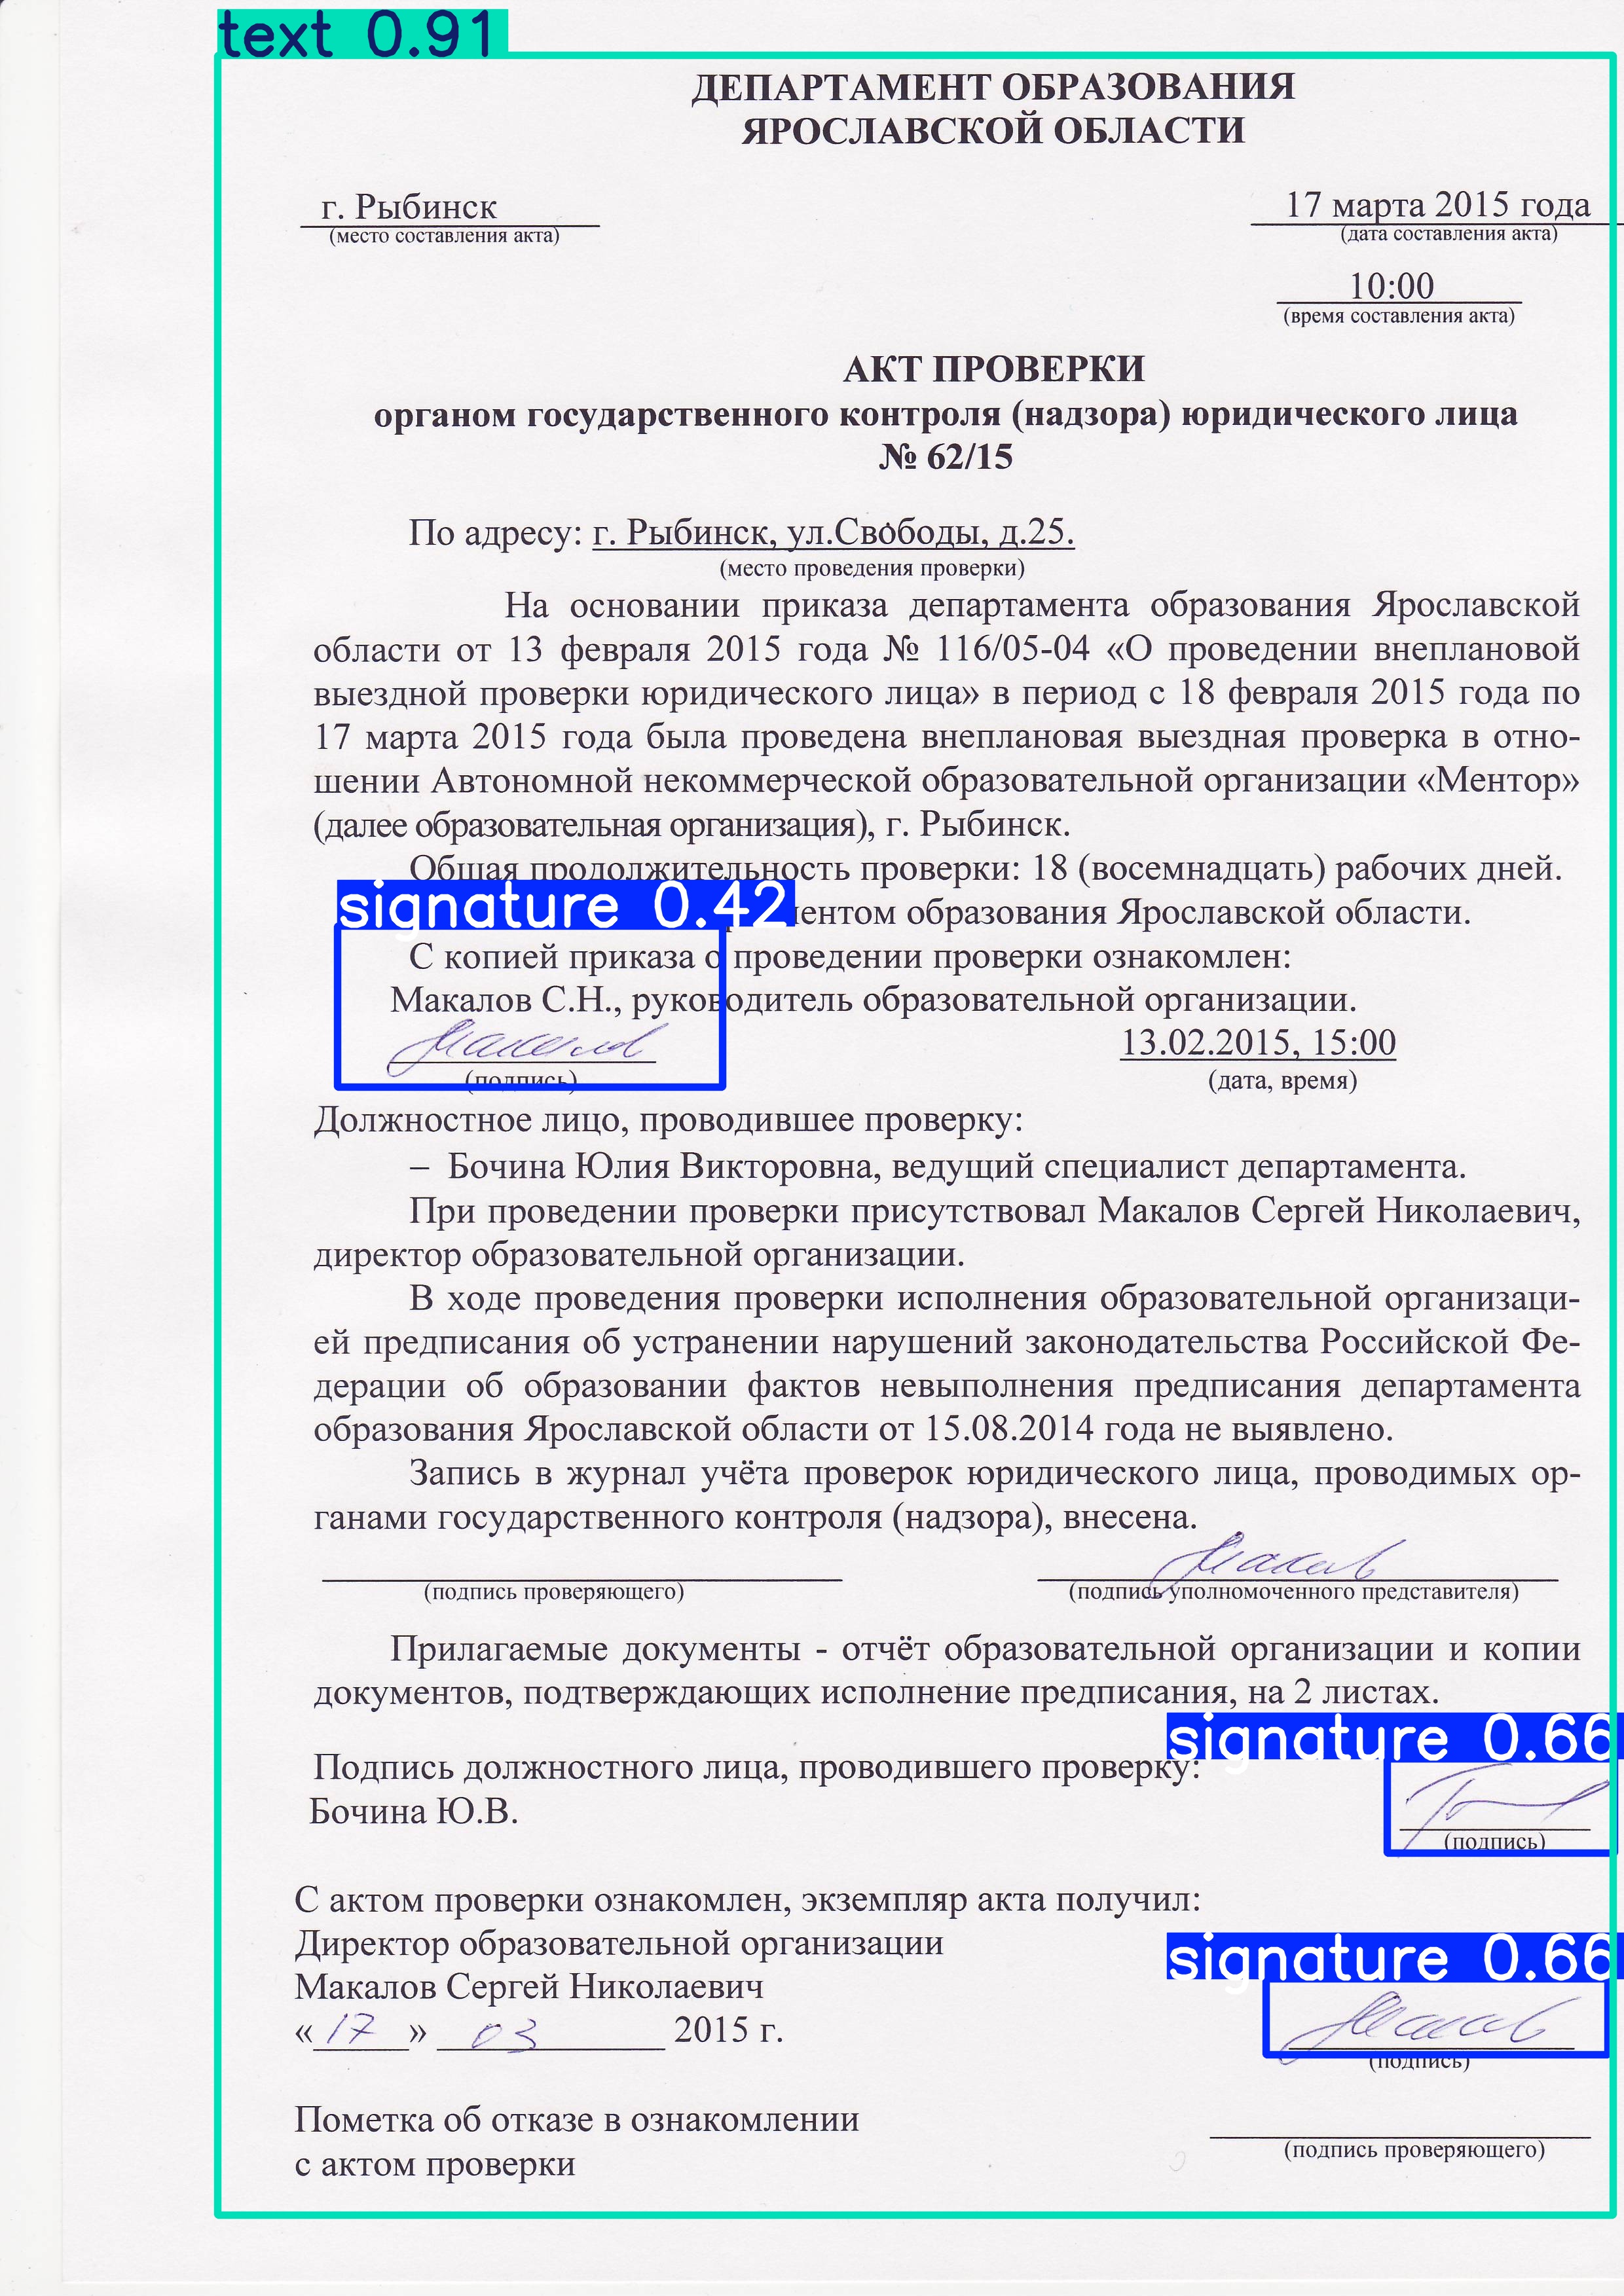 text 0.91
ДЕПАРТАМЕНТ ОБРАЗОВАНИЯ
ЯРОСЛАВСКОЙ ОБЛАСТИ
г. Рыбинск
(место составления акта)
17 марта 2015 года
(дата составления акта)
10:00
(время составления акта)
АКТ ПРОВЕРКИ
органом государственного контроля (надзора) юридического лица
№ 62/15
По адресу: г. Рыбинск, ул.Свободы, д.25.
(место проведения проверки)
На основании приказа департамента образования Ярославской
области от 13 февраля 2015 года № 116/05-04 «О проведении внеплановой
выездной проверки юридического лица» в период с 18 февраля 2015 года по
17 марта 2015 года была проведена внеплановая выездная проверка в отно-
шении Автономной некоммерческой образовательной организации «Ментор»
(далее образовательная организация), г. Рыбинск.
Общая продолжительность проверки: 18 (восемнадцать) рабочих дней.
signature 0.42
образования Ярославской области.
С копией приказа о проведении проверки ознакомлен:
Макалов С.Н., руководитель образовательной организации.
13.02.2015, 15:00
(подпись)
(дата, время)
Должностное лицо, проводившее проверку:
– Бочина Юлия Викторовна, ведущий специалист департамента.
При проведении проверки присутствовал Макалов Сергей Николаевич,
директор образовательной организации.
В ходе проведения проверки исполнения образовательной организаци-
ей предписания об устранении нарушений законодательства Российской Фе-
дерации об образовании фактов невыполнения предписания департамента
образования Ярославской области от 15.08.2014 года не выявлено.
Запись в журнал учёта проверок юридического лица, проводимых ор-
ганами государственного контроля (надзора), внесена.
(подпись проверяющего)
(подпись уполномоченного представителя)
Прилагаемые документы - отчёт образовательной организации и копии
документов, подтверждающих исполнение предписания, на 2 листах.
signature 0.66
Подпись должностного лица, проводившего проверку:
Бочина Ю.В.
(подпись)
С актом проверки ознакомлен, экземпляр акта получил:
Директор образовательной организации
signature 0.66
Макалов Сергей Николаевич
«17» 03 2015 г.
(подпись)
Пометка об отказе в ознакомлении
с актом проверки
(подпись проверяющего)